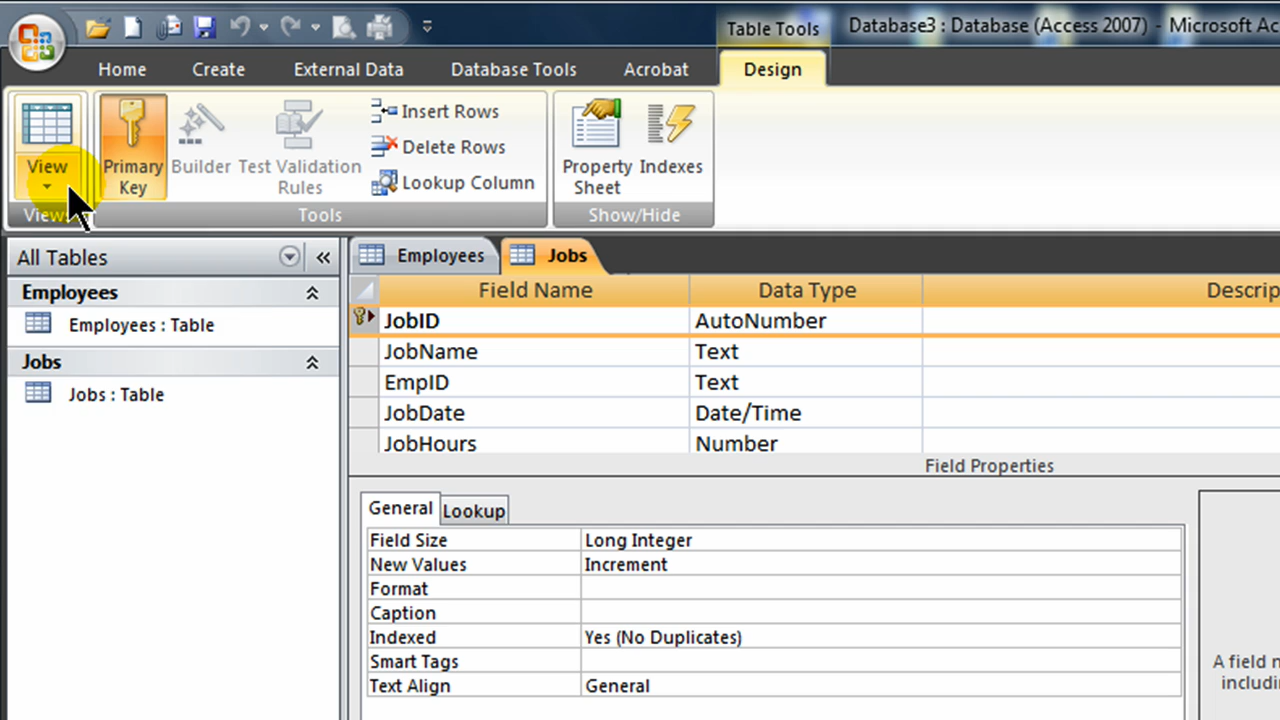 Table Tools
Database3 : Database (Access 2007) - Microsoft Ac
Home Create External Data Database Tools Acrobat Design
View
Primary Key
Builder
Test Validation Rules
Insert Rows
Delete Rows
Lookup Column
Property Sheet
Indexes
Views
Tools
Show/Hide
All Tables
Employees
Employees : Table
Jobs
Jobs : Table
Employees Jobs
Field Name Data Type Descrip
JobID AutoNumber
JobName Text
EmpID Text
JobDate Date/Time
JobHours Number
Field Properties
General Lookup
Field Size Long Integer
New Values Increment
Format
Caption
Indexed Yes (No Duplicates)
Smart Tags
Text Align General
A field n
includi